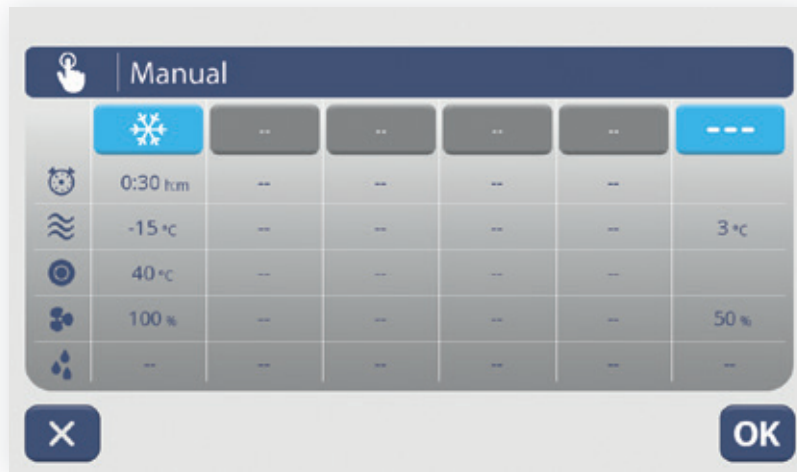 Manual
-- -- -- -- ---
0:30 h:m -- -- -- --
-15 °C -- -- -- -- 3 °C
40 °C -- -- -- --
100 % -- -- -- -- 50 %
-- -- -- -- -- --
OK